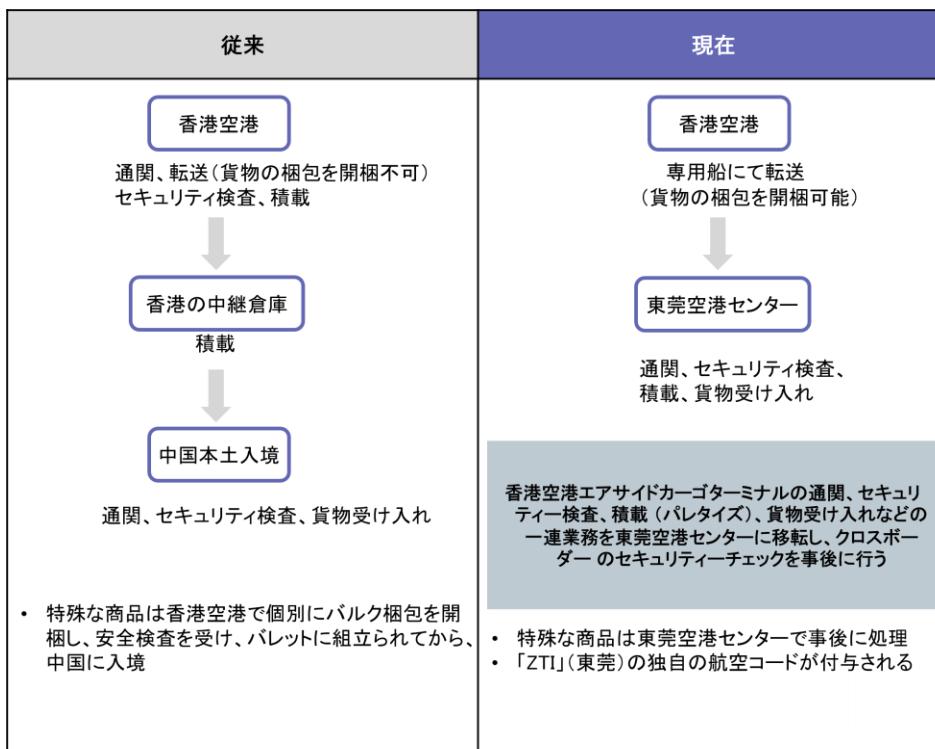 従来
現在
香港空港
通関、転送（貨物の梱包を開梱不可）
セキュリティ検査、積載
香港の中継倉庫
積載
中国本土入境
通関、セキュリティ検査、貨物受け入れ
• 特殊な商品は香港空港で個別にバルク梱包を開
梱し、安全検査を受け、パレットに組立られてから、
中国に入境
香港空港
専用船にて転送
（貨物の梱包を開梱可能）
東莞空港センター
通関、セキュリティ検査、
積載、貨物受け入れ
香港空港エアサイドカーゴターミナルの通関、セキュリ
ティー検査、積載 （パレタイズ）、貨物受け入れなどの
一連業務を東莞空港センターに移転し、クロスボー
ダー のセキュリティーチェックを事後に行う
• 特殊な商品は東莞空港センターで事後に処理
• 「ZTI」（東莞）の独自の航空コードが付与される